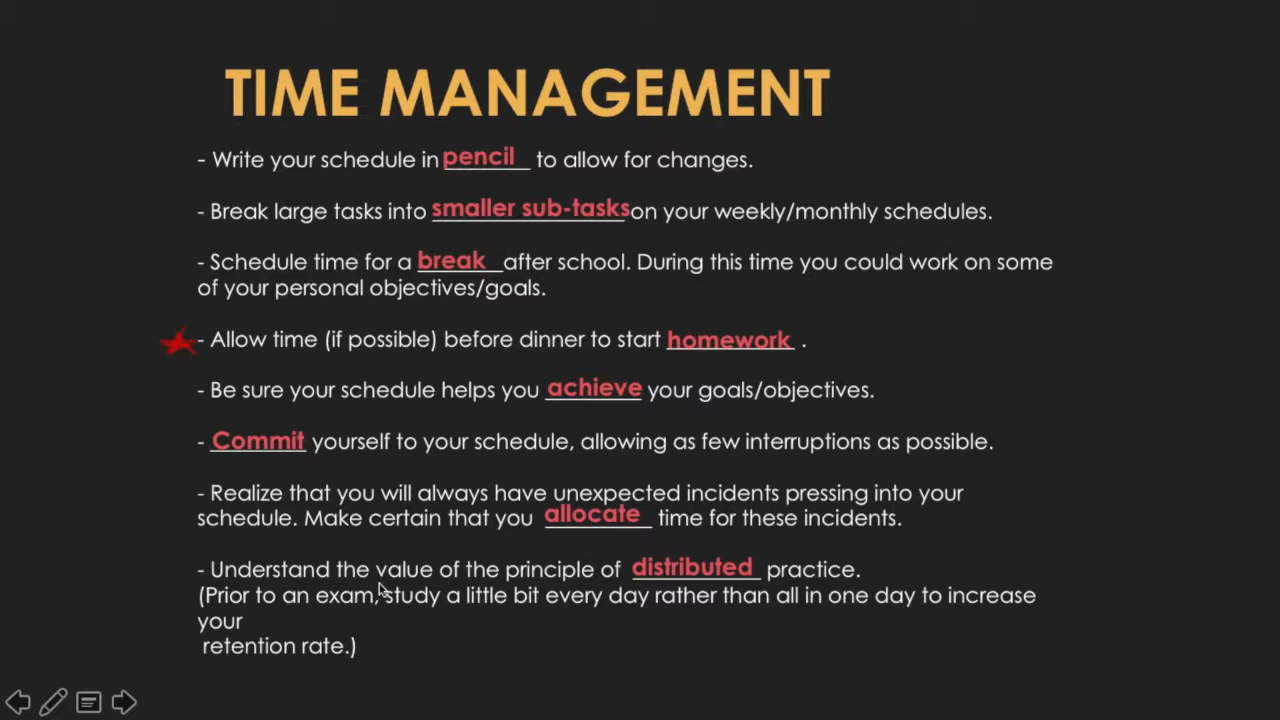 TIME MANAGEMENT
- Write your schedule in pencil to allow for changes.
- Break large tasks into smaller sub-tasks on your weekly/monthly schedules.
- Schedule time for a break after school. During this time you could work on some
of your personal objectives/goals.
- Allow time (if possible) before dinner to start homework .
- Be sure your schedule helps you achieve your goals/objectives.
- Commit yourself to your schedule, allowing as few interruptions as possible.
- Realize that you will always have unexpected incidents pressing into your
schedule. Make certain that you allocate time for these incidents.
- Understand the value of the principle of distributed practice.
(Prior to an exam, study a little bit every day rather than all in one day to increase
your
retention rate.)